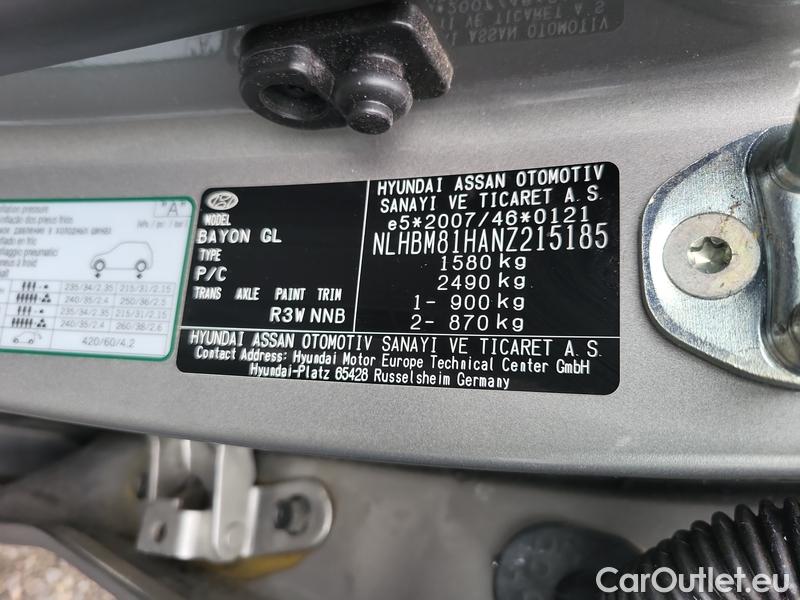 "A"
kPa / psi / bar
235/34/2.35 215/31/2.15
240/35/2.4 250/36/2.5
235/34/2.35 215/31/2.15
240/35/2.4 260/38/2.6
420/60/4.2
MODEL
BAYON GL
TYPE
P/C
TRANS AXLE PAINT TRIM
R3W NNB
HYUNDAI ASSAN OTOMOTIV
SANAYI VE TICARET A.S.
e5*2007/46*0121
NLHBM81HANZ215185
1580 kg
2490 kg
1- 900 kg
2- 870 kg
HYUNDAI ASSAN OTOMOTIV SANAYI VE TICARET A.S.
Contact Address: Hyundai Motor Europe Technical Center GmbH
Hyundai-Platz 65428 Russelsheim Germany
CarOutlet.eu